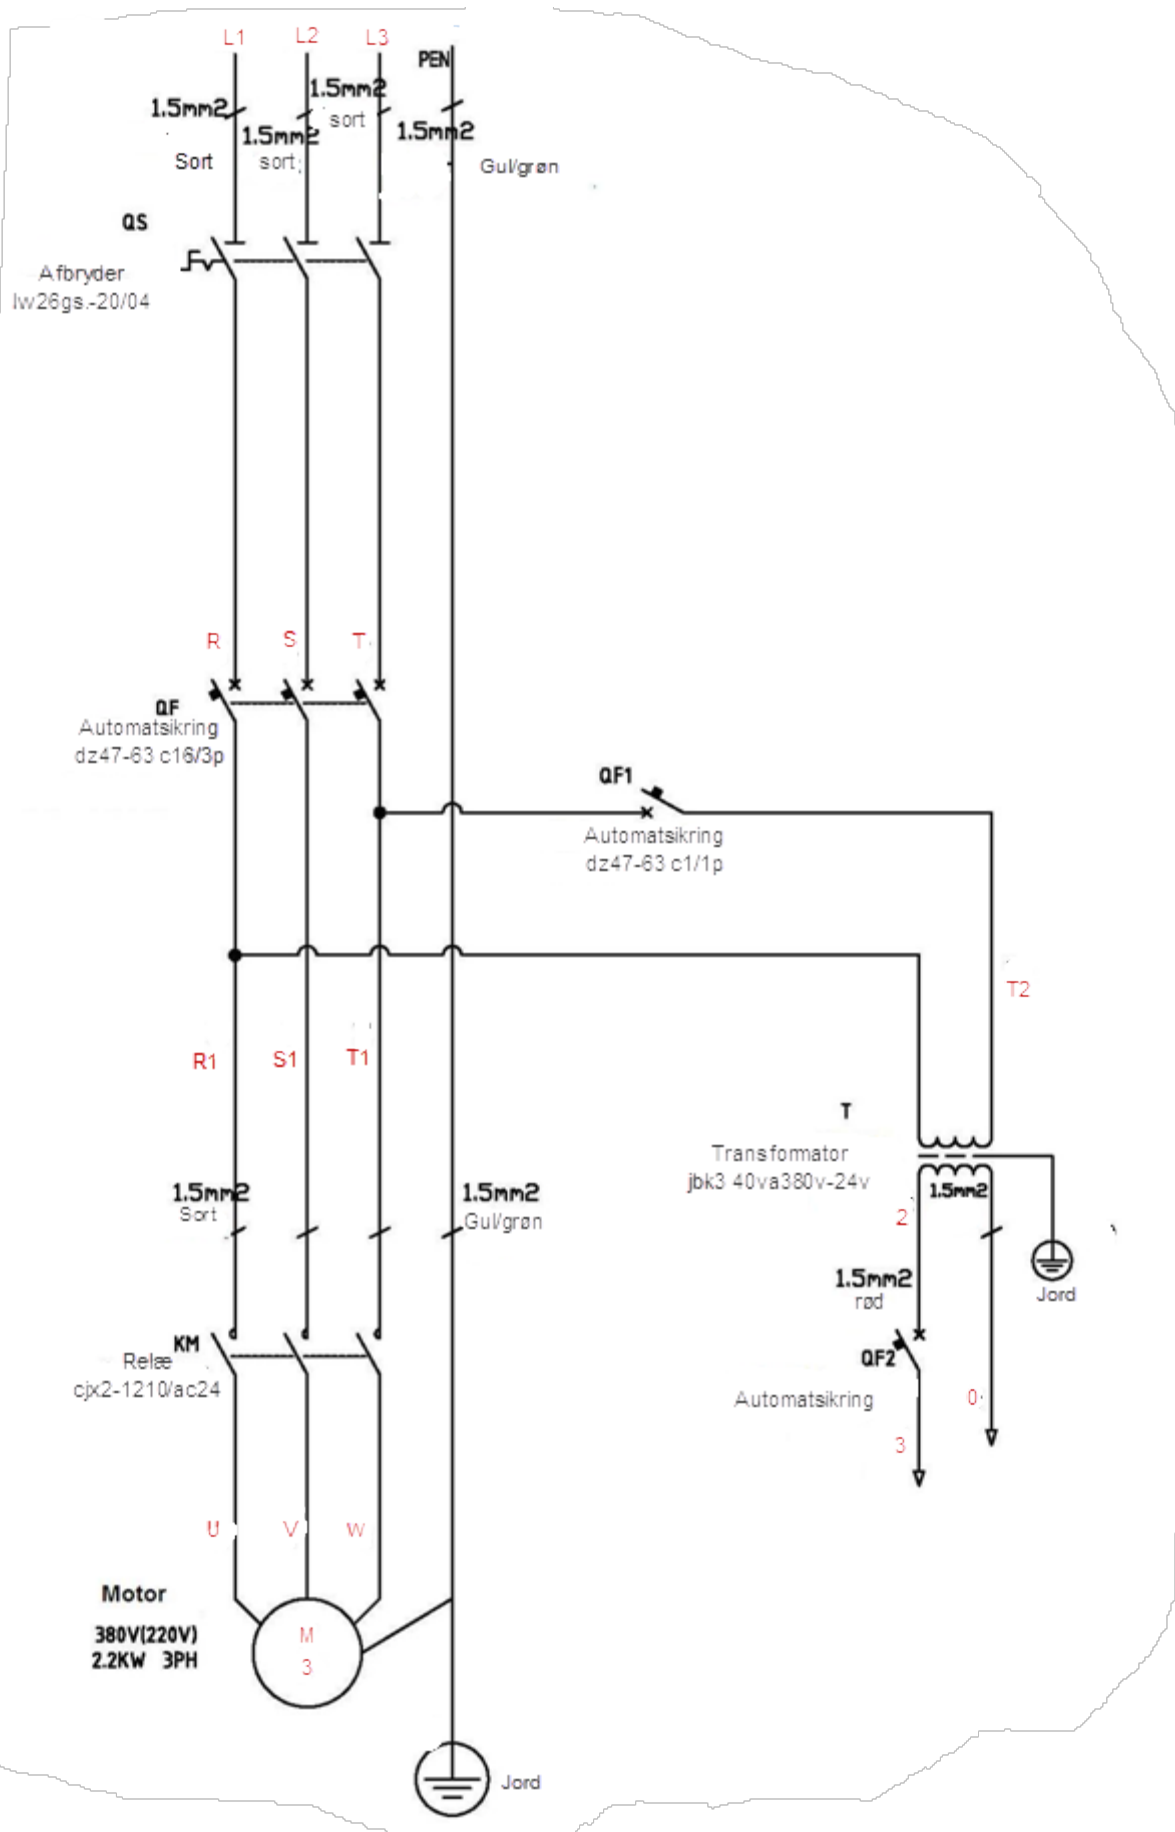 L1 L2 L3
PEN
1.5mm2
1.5mm2
sort
1.5mm2
sort
1.5mm2
Sort
Gul/grøn
QS
Afbryder
lw26gs.-20/04
R S T
QF
Automatsikring
dz47-63 c16/3p
QF1
Automatsikring
dz47-63 c1/1p
T2
R1 S1 T1
T
Transformator
jbk3 40va380v-24v
1.5mm2
Sort
1.5mm2
Gul/grøn
1.5mm2
2
Jord
1.5mm2
rød
KM
Relæ
cjx2-1210/ac24
QF2
Automatsikring
0
3
U V W
Motor
380V(220V)
2.2KW 3PH
M
3
Jord